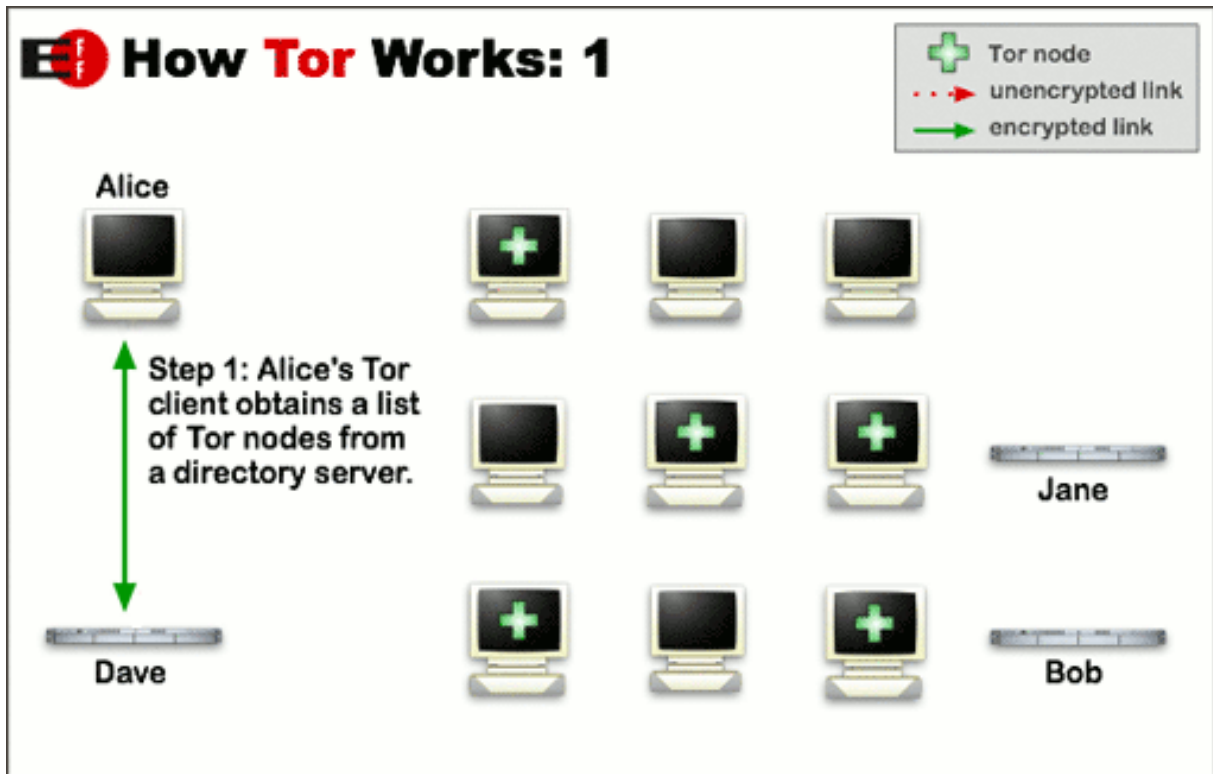 EFF How Tor Works: 1
Tor node
unencrypted link
encrypted link
Alice
Step 1: Alice's Tor
client obtains a list
of Tor nodes from
a directory server.
Jane
Dave
Bob